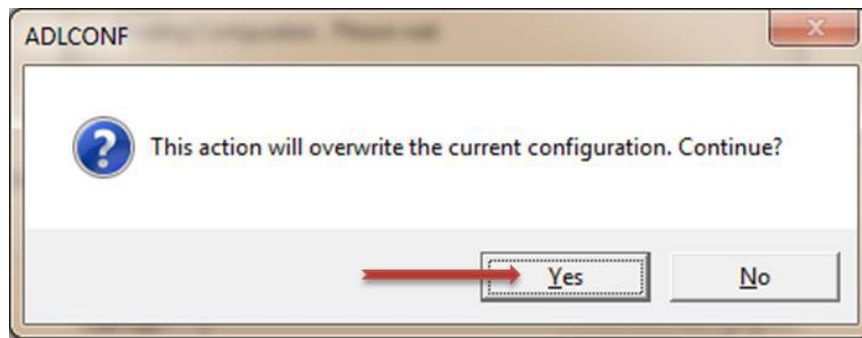 ADLCONF
This action will overwrite the current configuration. Continue?
Yes
No